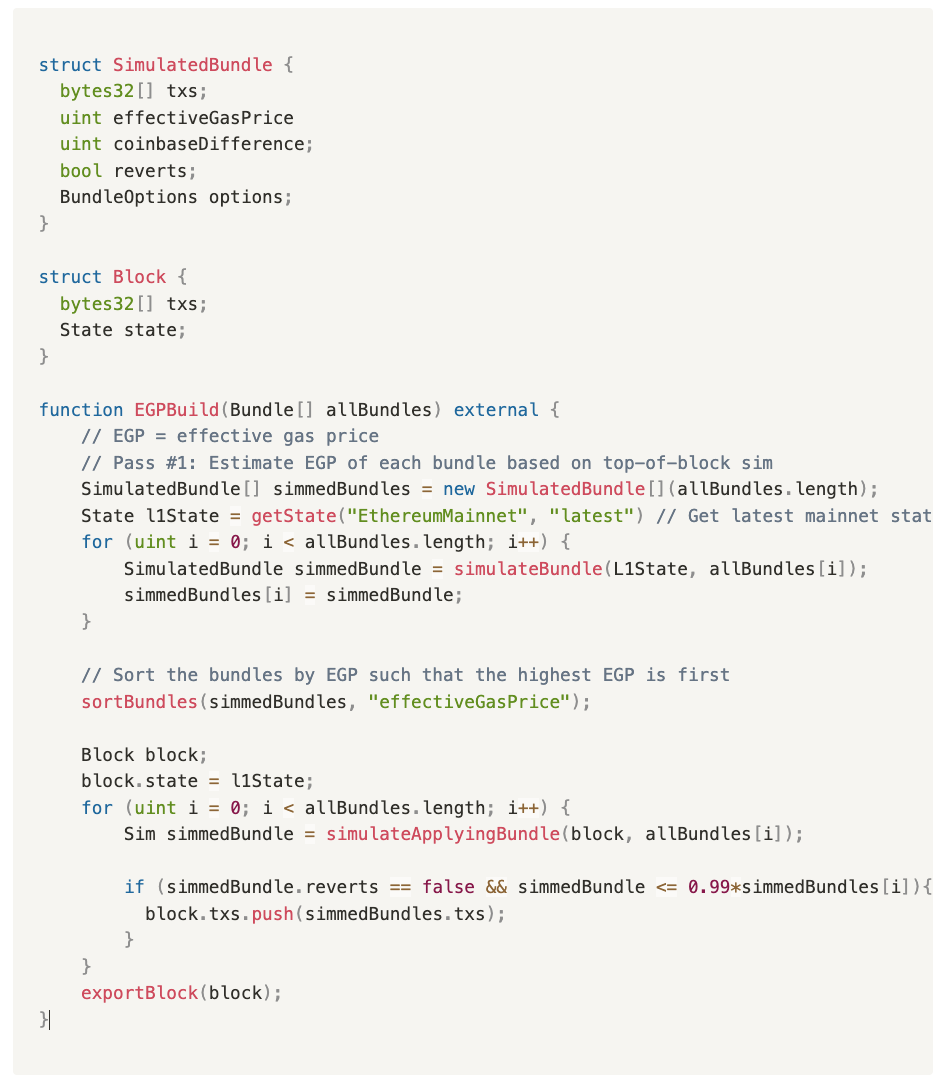 struct SimulatedBundle {
  bytes32[] txs;
  uint effectiveGasPrice
  uint coinbaseDifference;
  bool reverts;
  BundleOptions options;
}

struct Block {
  bytes32[] txs;
  State state;
}

function EGPBuild(Bundle[] allBundles) external {
    // EGP = effective gas price
    // Pass #1: Estimate EGP of each bundle based on top-of-block sim
    SimulatedBundle[] simmedBundles = new SimulatedBundle[](allBundles.length);
    State l1State = getState("EthereumMainnet", "latest") // Get latest mainnet stat
    for (uint i = 0; i < allBundles.length; i++) {
        SimulatedBundle simmedBundle = simulateBundle(L1State, allBundles[i]);
        simmedBundles[i] = simmedBundle;
    }

    // Sort the bundles by EGP such that the highest EGP is first
    sortBundles(simmedBundles, "effectiveGasPrice");

    Block block;
    block.state = l1State;
    for (uint i = 0; i < allBundles.length; i++) {
        Sim simmedBundle = simulateApplyingBundle(block, allBundles[i]);

        if (simmedBundle.reverts == false && simmedBundle <= 0.99*simmedBundles[i]){
          block.txs.push(simmedBundles.txs);
        }
    }
    exportBlock(block);
}